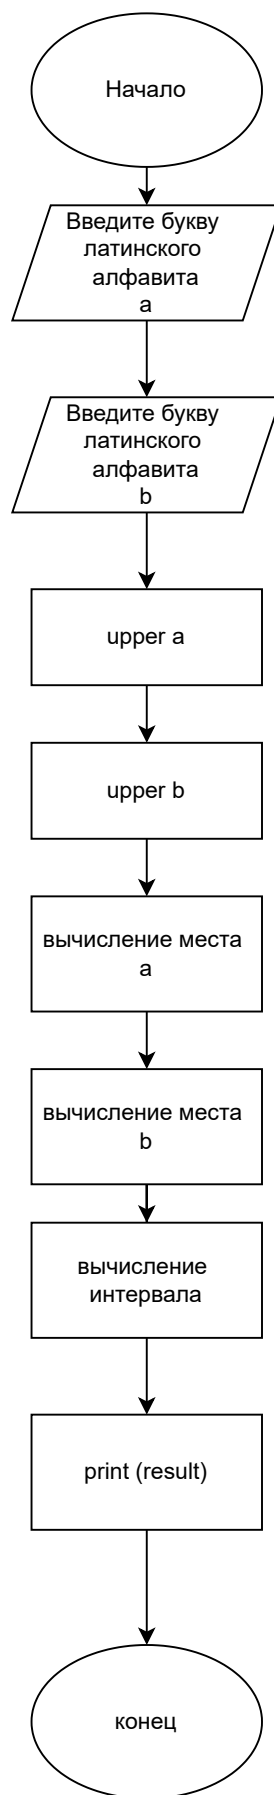 Начало
Введите букву
латинского
алфавита
a
Введите букву
латинского
алфавита
b
upper a
upper b
вычисление места
a
вычисление места
b
вычисление
интервала
print (result)
конец